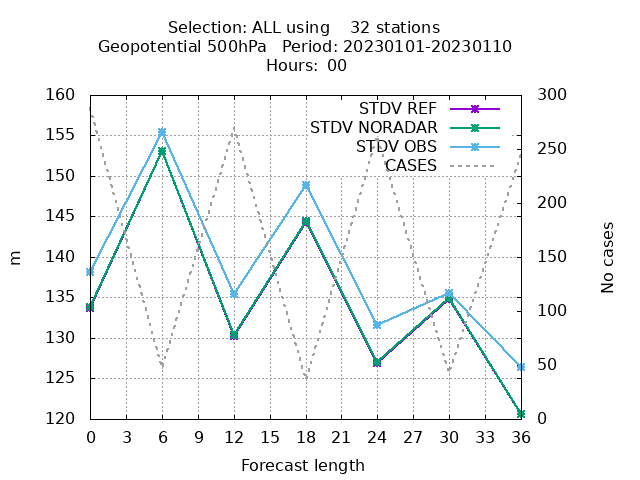 Selection: ALL using    32 stations
Geopotential 500hPa   Period: 20230101-20230110
Hours: 00
160
155
150
145
140
135
130
125
120
m
300
250
200
150
100
50
0
No cases
STDV REF
STDV NORADAR
STDV OBS
CASES
0 3 6 9 12 15 18 21 24 27 30 33 36
Forecast length